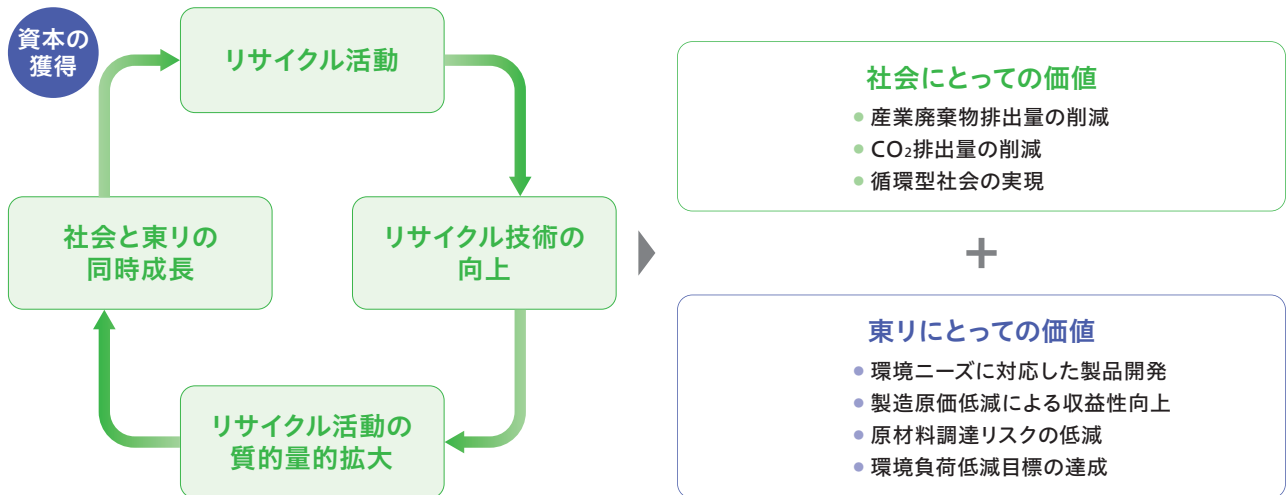 資本の
獲得
リサイクル活動
リサイクル技術の
向上
リサイクル活動の
質的量的拡大
社会と東リの
同時成長
社会にとっての価値
● 産業廃棄物排出量の削減
● CO₂排出量の削減
● 循環型社会の実現
+
東リにとっての価値
● 環境ニーズに対応した製品開発
● 製造原価低減による収益性向上
● 原材料調達リスクの低減
● 環境負荷低減目標の達成